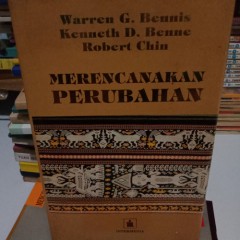 Warren G. Bennis
Kenneth D. Benne
Robert Chin
MERENCANAKAN
PERUBAHAN